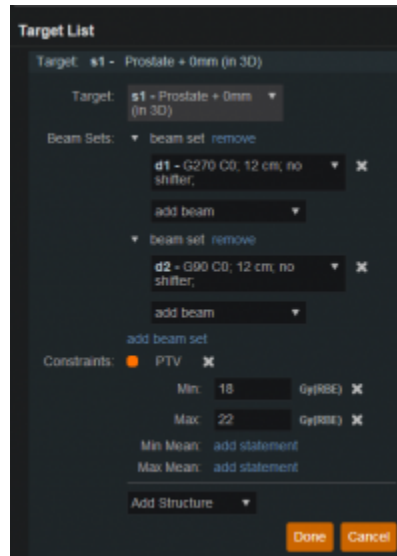 Target List
Target: s1 - Prostate + 0mm (in 3D)
Target: s1 - Prostate + 0mm
(in 3D)
Beam Sets: beam set remove
d1 - G270 C0; 12 cm; no
shifter;
add beam
beam set remove
d2 - G90 C0; 12 cm; no
shifter;
add beam
add beam set
Constraints: PTV
Min: 18 Gy(RBE)
Max: 22 Gy(RBE)
Min Mean: add statement
Max Mean: add statement
Add Structure
Done Cancel